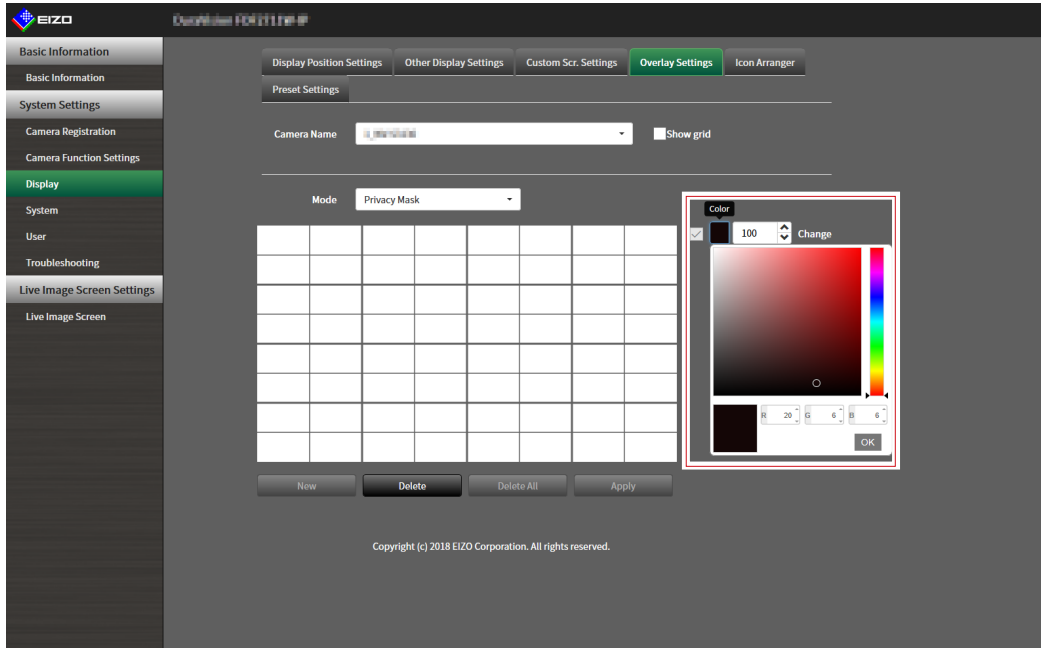 EIZO
Basic Information
Basic Information
System Settings
Camera Registration
Camera Function Settings
Display
System
User
Troubleshooting
Live Image Screen Settings
Live Image Screen
Display Position Settings Other Display Settings Custom Scr. Settings Overlay Settings Icon Arranger
Preset Settings
Camera Name Show grid
Mode Privacy Mask
Color
100 Change
R 20 G 6 B 6
OK
New Delete Delete All Apply
Copyright (c) 2018 EIZO Corporation. All rights reserved.